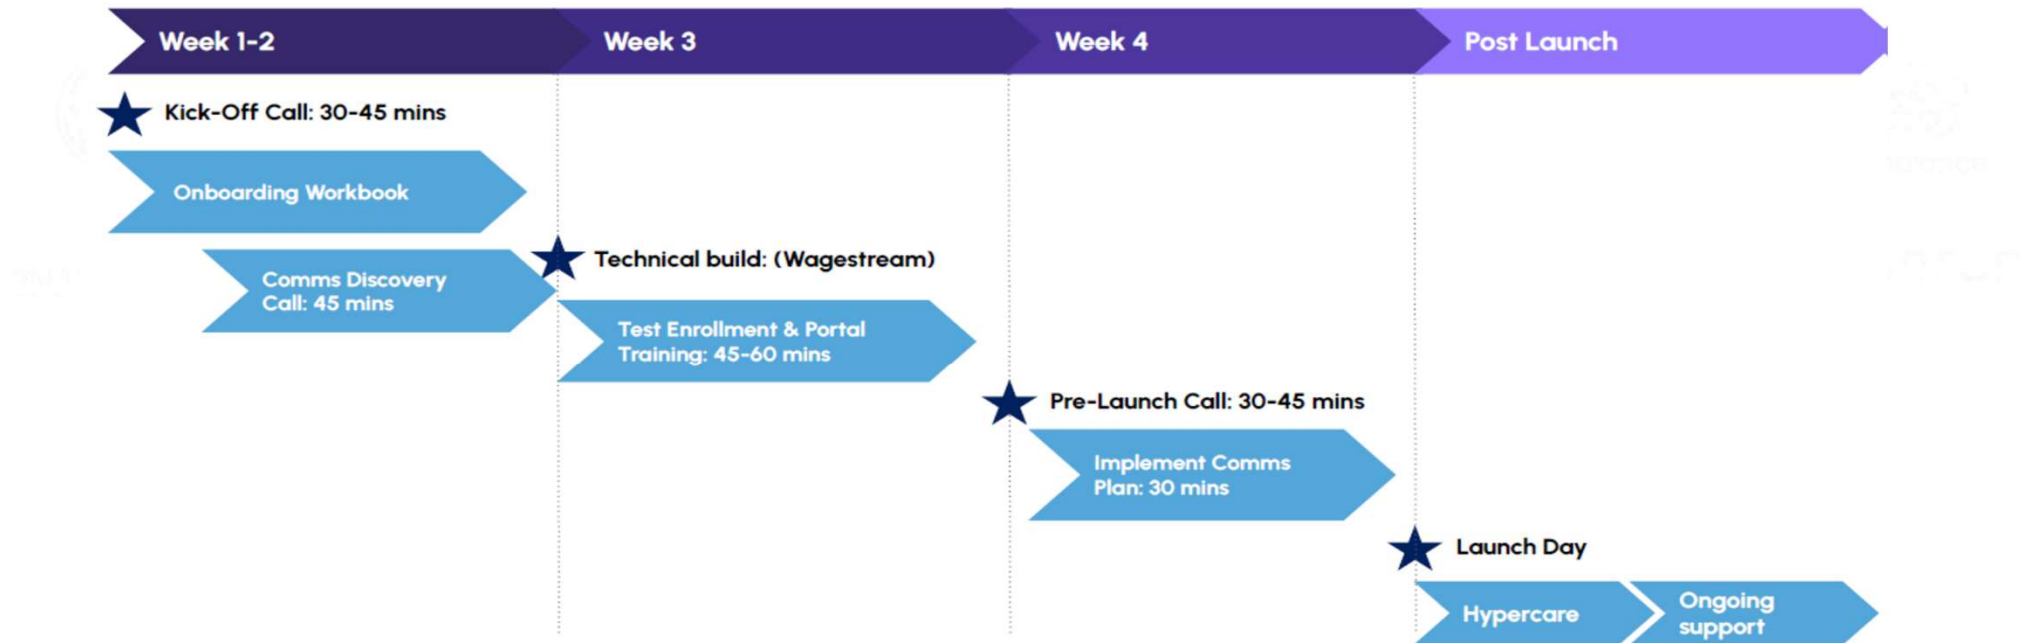 Week 1-2
Week 3
Week 4
Post Launch
Kick-Off Call: 30-45 mins
Onboarding Workbook
Comms Discovery
Call: 45 mins
Technical build: (Wagestream)
Test Enrollment & Portal
Training: 45-60 mins
Pre-Launch Call: 30-45 mins
Implement Comms
Plan: 30 mins
Launch Day
Hypercare
Ongoing
support